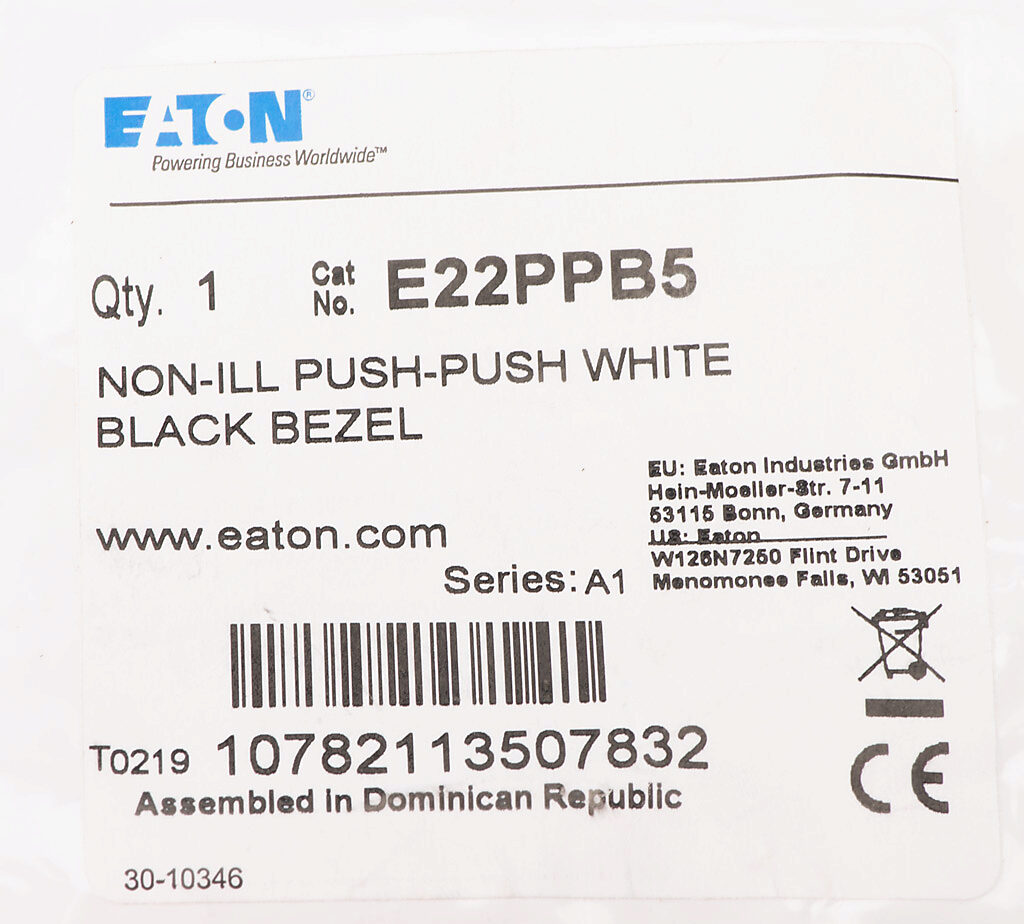 EATON®
Powering Business Worldwide™
Qty. 1 Cat No. E22PPB5
NON-ILL PUSH-PUSH WHITE
BLACK BEZEL
EU: Eaton Industries GmbH
Hein-Moeller-Str. 7-11
53115 Bonn, Germany
US: Eaton
W126N7250 Flint Drive
Menomonee Falls, WI 53051
www.eaton.com
Series: A1
T0219 10782113507832
Assembled in Dominican Republic
CE
30-10346